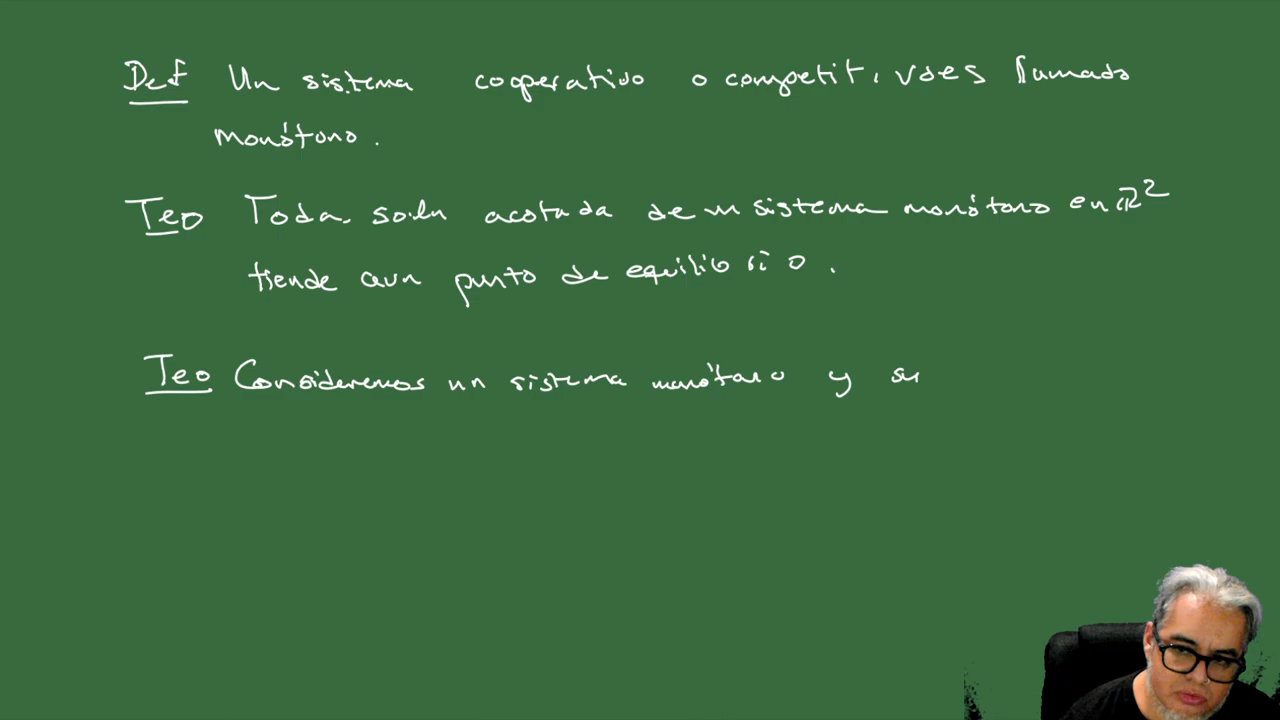 Def Un sistema cooperativo o competitivo es llamado
monótono.
Teo Toda soln acotada de un sistema monótono en ℝ²
tiende a un punto de equilibrio.
Teo Consideremos un sistema monótono y su